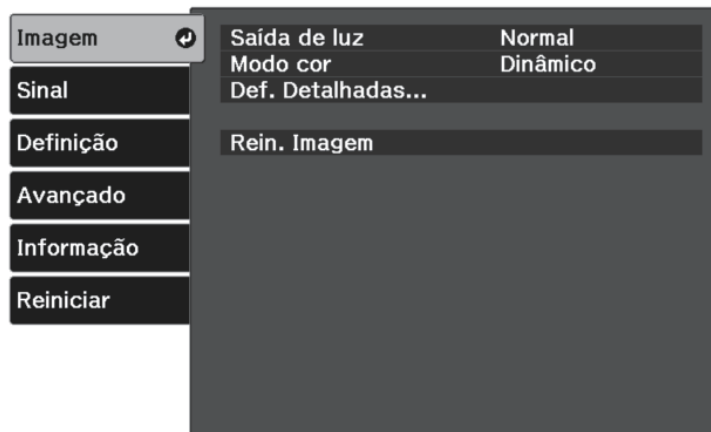 Imagem
Sinal
Definição
Avançado
Informação
Reiniciar
Saída de luz Normal
Modo cor Dinâmico
Def. Detalhadas...
Rein. Imagem